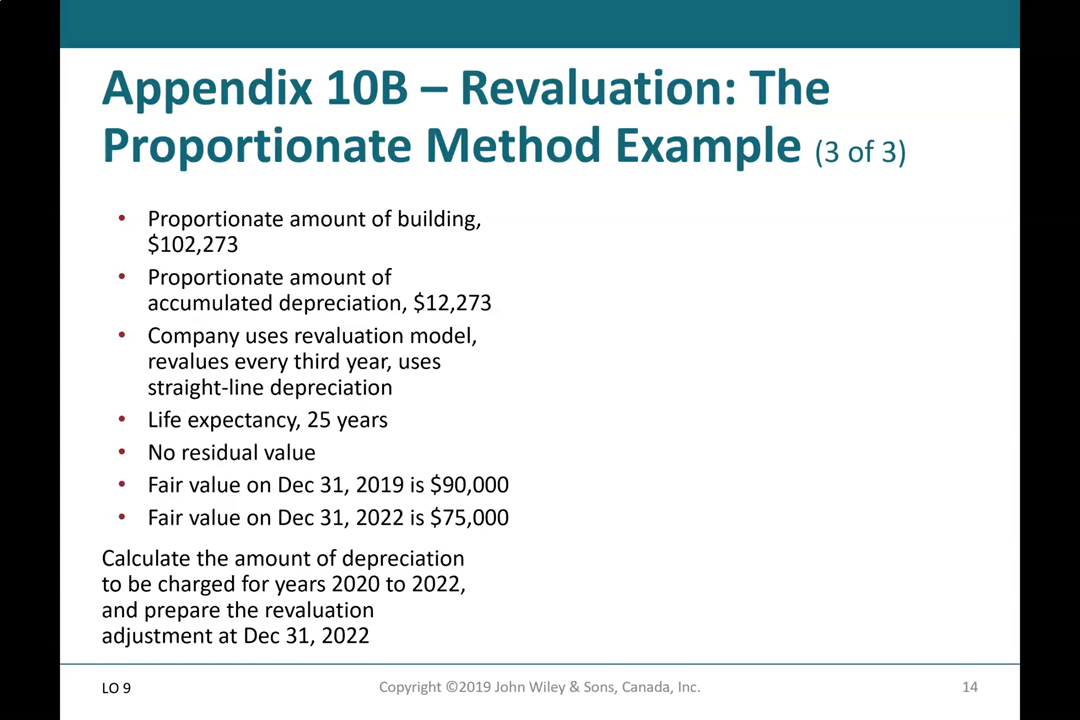 Appendix 10B – Revaluation: The
Proportionate Method Example (3 of 3)
• Proportionate amount of building,
$102,273
• Proportionate amount of
accumulated depreciation, $12,273
• Company uses revaluation model,
revalues every third year, uses
straight-line depreciation
• Life expectancy, 25 years
• No residual value
• Fair value on Dec 31, 2019 is $90,000
• Fair value on Dec 31, 2022 is $75,000
Calculate the amount of depreciation
to be charged for years 2020 to 2022,
and prepare the revaluation
adjustment at Dec 31, 2022
LO 9
Copyright ©2019 John Wiley & Sons, Canada, Inc.
14